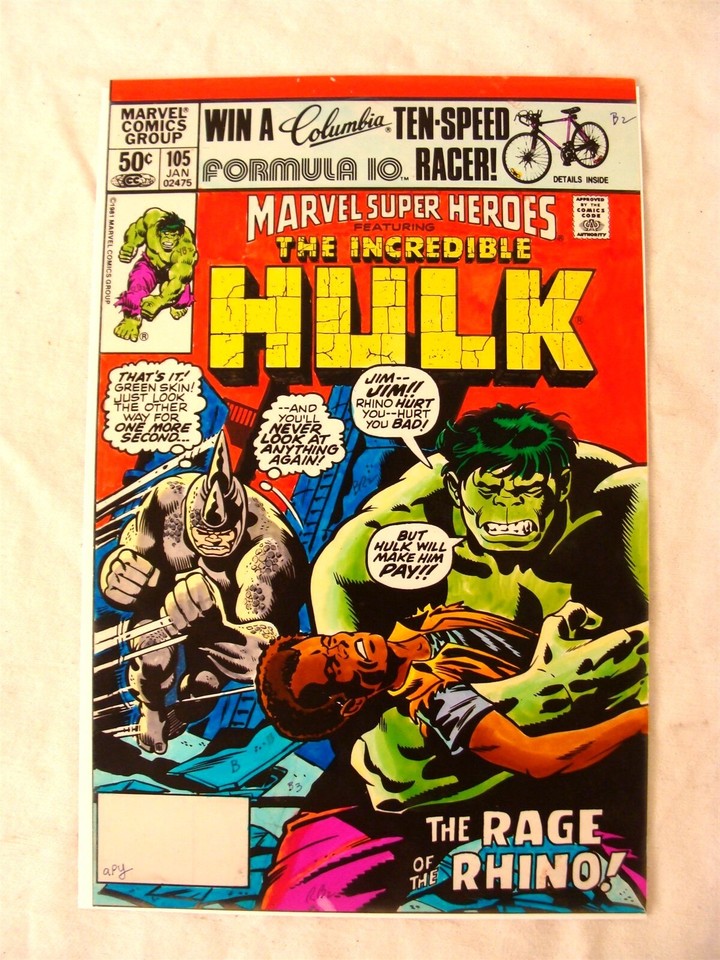 MARVEL®
COMICS
GROUP
50¢
105
JAN
02475
WIN A Columbia® TEN-SPEED
FORMULA 10™ RACER!
DETAILS INSIDE
B2
© 1981 MARVEL COMICS GROUP
®
MARVEL SUPER HEROES®
FEATURING
THE INCREDIBLE
HULK®
APPROVED
BY THE
COMICS
CODE
AUTHORITY
THAT'S IT!
GREEN SKIN!
JUST LOOK
THE OTHER
WAY FOR
ONE MORE
SECOND...
--AND
YOU'LL
NEVER
LOOK AT
ANYTHING
AGAIN!
JIM--
JIM!!
RHINO HURT
YOU--HURT
YOU BAD!
BUT
HULK WILL
MAKE HIM
PAY!!
B
B3
THE RAGE
OF THE RHINO!